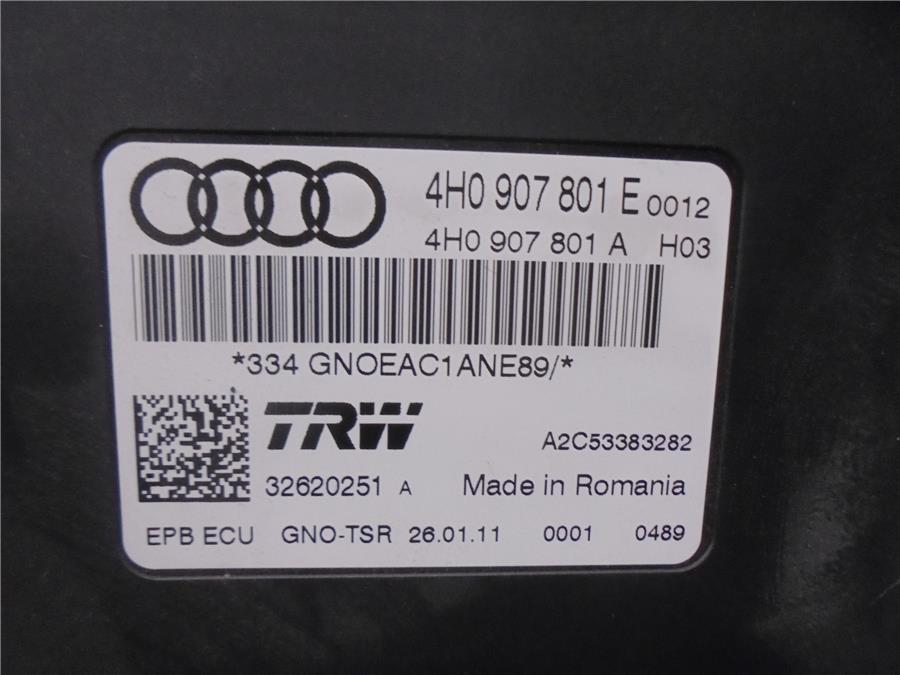 4H0 907 801 E 0012
4H0 907 801 A H03
*334 GNOEAC1ANE89/*
TRW
A2C53383282
32620251 A Made in Romania
EPB ECU GNO-TSR 26.01.11 0001 0489